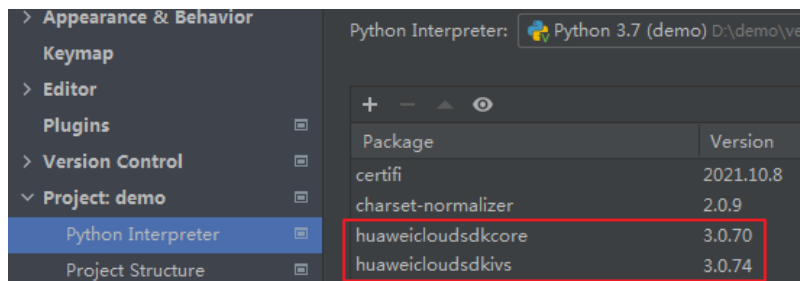 Appearance & Behavior
Keymap
Editor
Plugins
Version Control
Project: demo
Python Interpreter
Project Structure
Python Interpreter: Python 3.7 (demo) D:\demo\ve
Package Version
certifi 2021.10.8
charset-normalizer 2.0.9
huaweicloudsdkcore 3.0.70
huaweicloudsdkivs 3.0.74